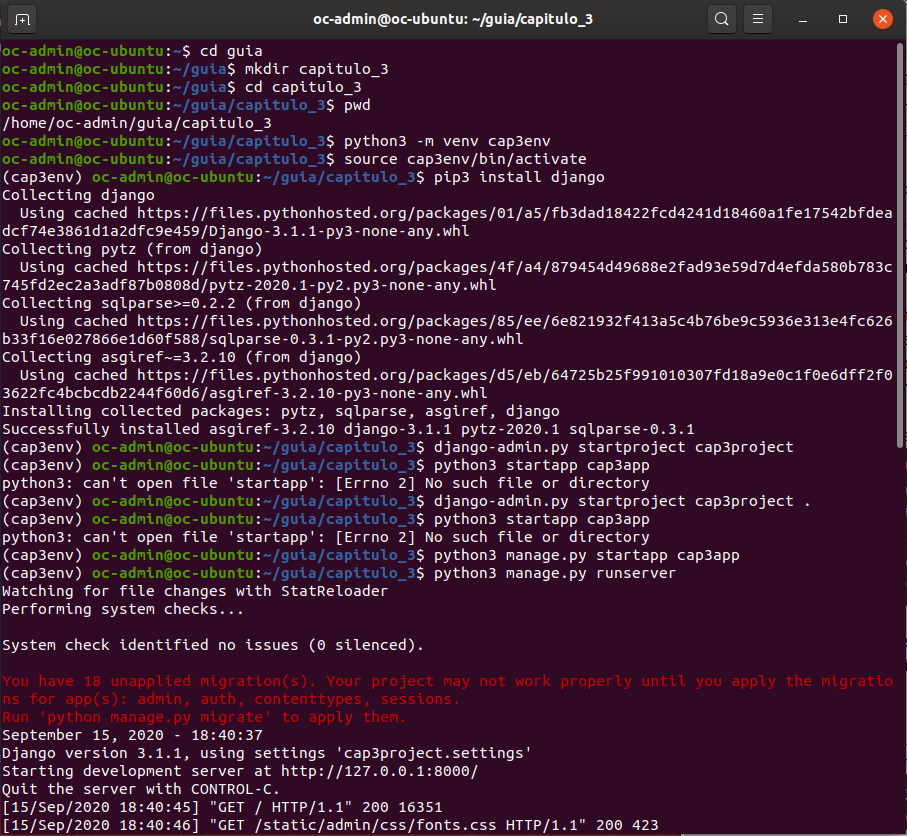 oc-admin@oc-ubuntu: ~/guia/capitulo_3
oc-admin@oc-ubuntu:~$ cd guia
oc-admin@oc-ubuntu:~/guia$ mkdir capitulo_3
oc-admin@oc-ubuntu:~/guia$ cd capitulo_3
oc-admin@oc-ubuntu:~/guia/capitulo_3$ pwd
/home/oc-admin/guia/capitulo_3
oc-admin@oc-ubuntu:~/guia/capitulo_3$ python3 -m venv cap3env
oc-admin@oc-ubuntu:~/guia/capitulo_3$ source cap3env/bin/activate
(cap3env) oc-admin@oc-ubuntu:~/guia/capitulo_3$ pip3 install django
Collecting django
  Using cached https://files.pythonhosted.org/packages/01/a5/fb3dad18422fcd4241d18460a1fe17542bfdea
dcf74e3861d1a2dfc9e459/Django-3.1.1-py3-none-any.whl
Collecting pytz (from django)
  Using cached https://files.pythonhosted.org/packages/4f/a4/879454d49688e2fad93e59d7d4efda580b783c
745fd2ec2a3adf87b0808d/pytz-2020.1-py2.py3-none-any.whl
Collecting sqlparse>=0.2.2 (from django)
  Using cached https://files.pythonhosted.org/packages/85/ee/6e821932f413a5c4b76be9c5936e313e4fc626
b33f16e027866e1d60f588/sqlparse-0.3.1-py2.py3-none-any.whl
Collecting asgiref~=3.2.10 (from django)
  Using cached https://files.pythonhosted.org/packages/d5/eb/64725b25f991010307fd18a9e0c1f0e6dff2f0
3622fc4bcbcdb2244f60d6/asgiref-3.2.10-py3-none-any.whl
Installing collected packages: pytz, sqlparse, asgiref, django
Successfully installed asgiref-3.2.10 django-3.1.1 pytz-2020.1 sqlparse-0.3.1
(cap3env) oc-admin@oc-ubuntu:~/guia/capitulo_3$ django-admin.py startproject cap3project
(cap3env) oc-admin@oc-ubuntu:~/guia/capitulo_3$ python3 startapp cap3app
python3: can't open file 'startapp': [Errno 2] No such file or directory
(cap3env) oc-admin@oc-ubuntu:~/guia/capitulo_3$ django-admin.py startproject cap3project .
(cap3env) oc-admin@oc-ubuntu:~/guia/capitulo_3$ python3 startapp cap3app
python3: can't open file 'startapp': [Errno 2] No such file or directory
(cap3env) oc-admin@oc-ubuntu:~/guia/capitulo_3$ python3 manage.py startapp cap3app
(cap3env) oc-admin@oc-ubuntu:~/guia/capitulo_3$ python3 manage.py runserver
Watching for file changes with StatReloader
Performing system checks...
System check identified no issues (0 silenced).
You have 18 unapplied migration(s). Your project may not work properly until you apply the migratio
ns for app(s): admin, auth, contenttypes, sessions.
Run 'python manage.py migrate' to apply them.
September 15, 2020 - 18:40:37
Django version 3.1.1, using settings 'cap3project.settings'
Starting development server at http://127.0.0.1:8000/
Quit the server with CONTROL-C.
[15/Sep/2020 18:40:45] "GET / HTTP/1.1" 200 16351
[15/Sep/2020 18:40:46] "GET /static/admin/css/fonts.css HTTP/1.1" 200 423